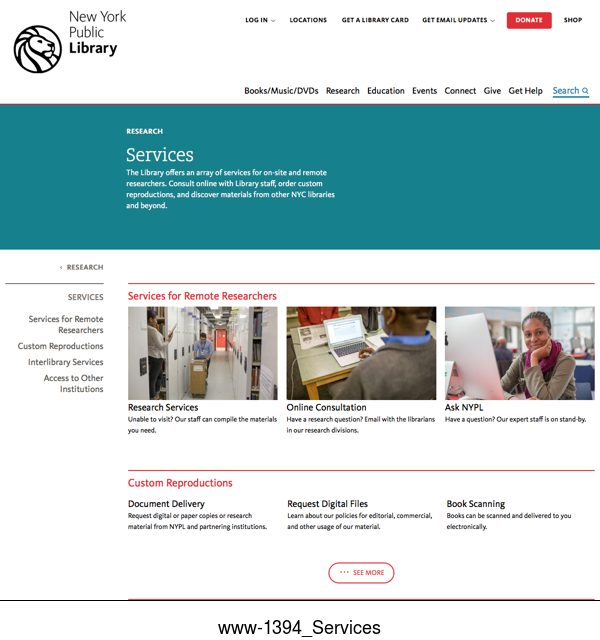 New York
Public
Library
LOG IN
LOCATIONS
GET A LIBRARY CARD
GET EMAIL UPDATES
DONATE
SHOP
Books/Music/DVDs
Research
Education
Events
Connect
Give
Get Help
Search
RESEARCH
Services
The Library offers an array of services for on-site and remote
researchers. Consult online with Library staff, order custom
reproductions, and discover materials from other NYC libraries
and beyond.
‹ RESEARCH
SERVICES
Services for Remote
Researchers
Custom Reproductions
Interlibrary Services
Access to Other
Institutions
Services for Remote Researchers
Research Services
Unable to visit? Our staff can compile the materials
you need.
Online Consultation
Have a research question? Email with the librarians
in our research divisions.
Ask NYPL
Have a question? Our expert staff is on stand-by.
Custom Reproductions
Document Delivery
Request digital or paper copies or research
material from NYPL and partnering institutions.
Request Digital Files
Learn about our policies for editorial, commercial,
and other usage of our material.
Book Scanning
Books can be scanned and delivered to you
electronically.
··· SEE MORE
www-1394_Services